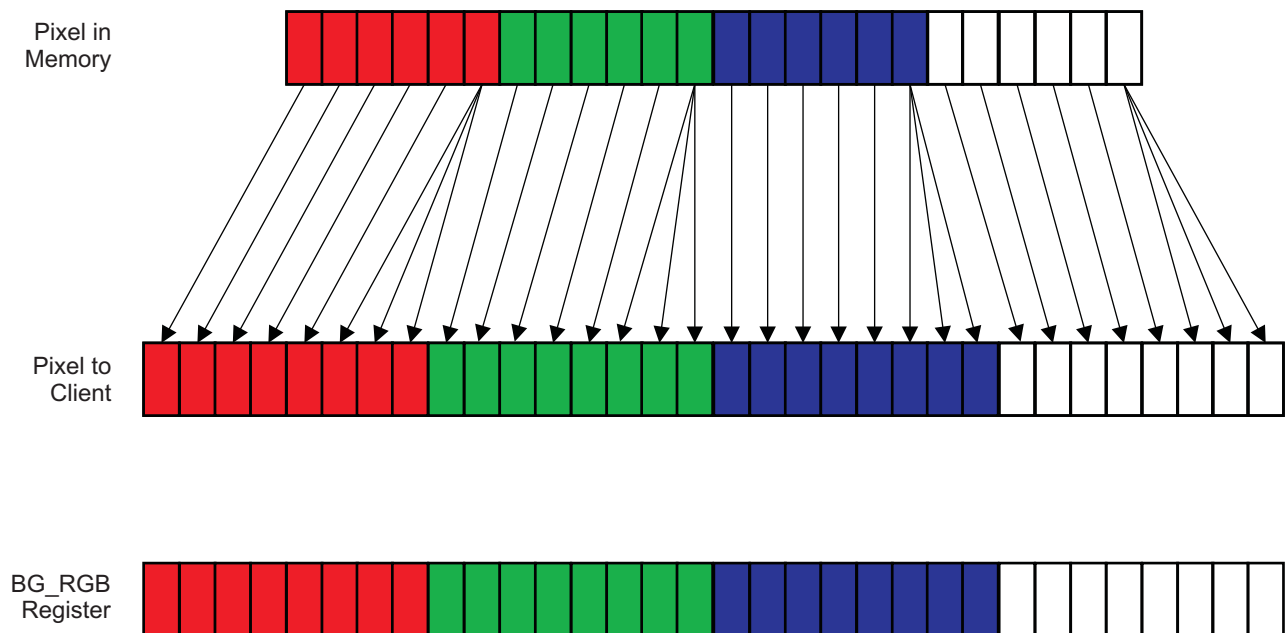 Pixel in
Memory
Pixel to
Client
BG_RGB
Register